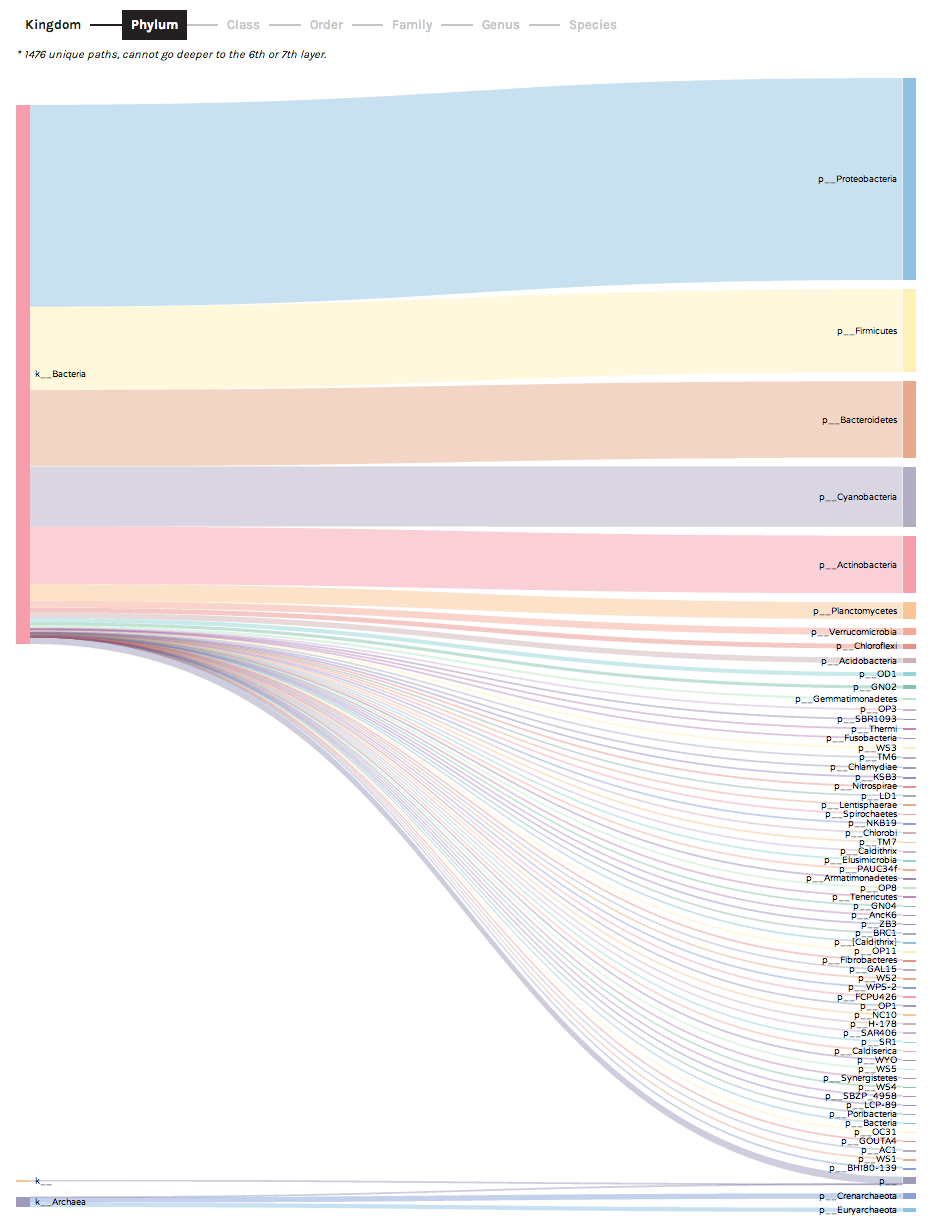 Kingdom Phylum Class Order Family Genus Species
* 1476 unique paths, cannot go deeper to the 6th or 7th layer.
p__Proteobacteria
p__Firmicutes
k__Bacteria
p__Bacteroidetes
p__Cyanobacteria
p__Actinobacteria
p__Planctomycetes
p__Verrucomicrobia
p__Chloroflexi
p__Acidobacteria
p__OD1
p__GN02
p__Gemmatimonadetes
p__OP3
p__SBR1093
p__Thermi
p__Fusobacteria
p__WS3
p__TM6
p__Chlamydiae
p__KSB3
p__Nitrospirae
p__LD1
p__Lentisphaerae
p__Spirochaetes
p__NKB19
p__Chlorobi
p__TM7
p__Caldithrix
p__Elusimicrobia
p__PAUC34f
p__Armatimonadetes
p__OP8
p__Tenericutes
p__GN04
p__AncK6
p__ZB3
p__BRC1
p__[Caldithrix]
p__OP11
p__Fibrobacteres
p__GAL15
p__WS2
p__WPS-2
p__FCPU426
p__OP1
p__NC10
p__H-178
p__SAR406
p__SR1
p__Caldiserica
p__WYO
p__WS5
p__Synergistetes
p__WS4
p__SBZP_4958
p__LCP-89
p__Poribacteria
p__Bacteria
p__OC31
p__GOUTA4
p__AC1
p__WS1
p__BHI80-139
p__
k__
p__Crenarchaeota
k__Archaea
p__Euryarchaeota